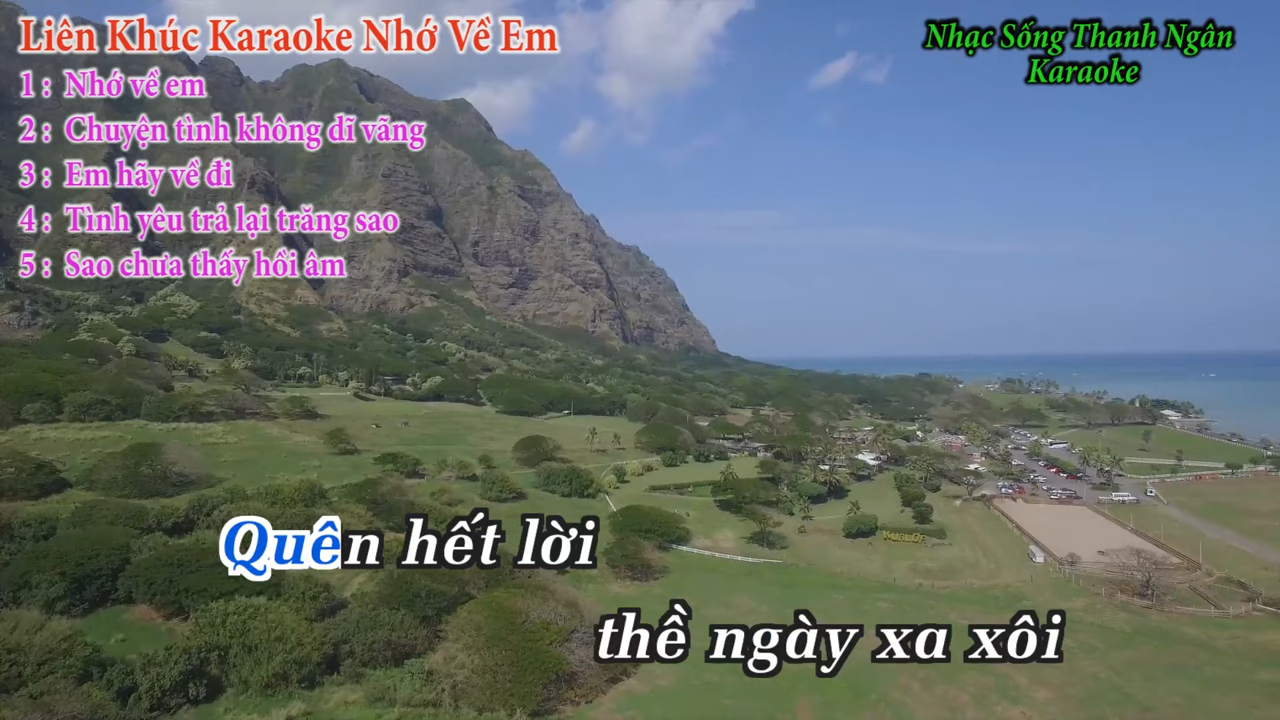 Liên Khúc Karaoke Nhớ Về Em
1 : Nhớ về em
2 : Chuyện tình không dĩ vãng
3 : Em hãy về đi
4 : Tình yêu trả lại trăng sao
5 : Sao chưa thấy hồi âm
Nhạc Sống Thanh Ngân
Karaoke
KUALOA
Quên hết lời
thề ngày xa xôi